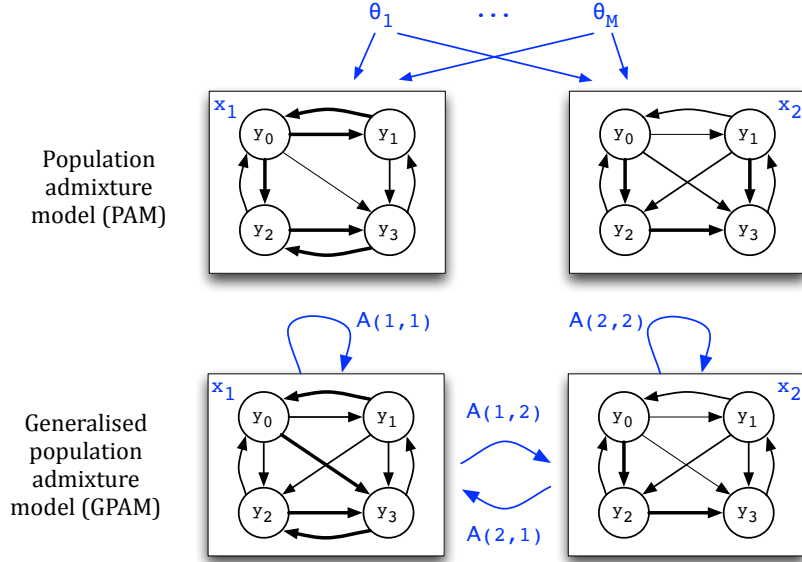 θ1 ... θM
x1
x2
y0 y1
y2 y3
y0 y1
y2 y3
Population
admixture
model (PAM)
A(1,1)
A(2,2)
x1
x2
y0 y1
y2 y3
y0 y1
y2 y3
A(1,2)
A(2,1)
Generalised
population
admixture
model (GPAM)